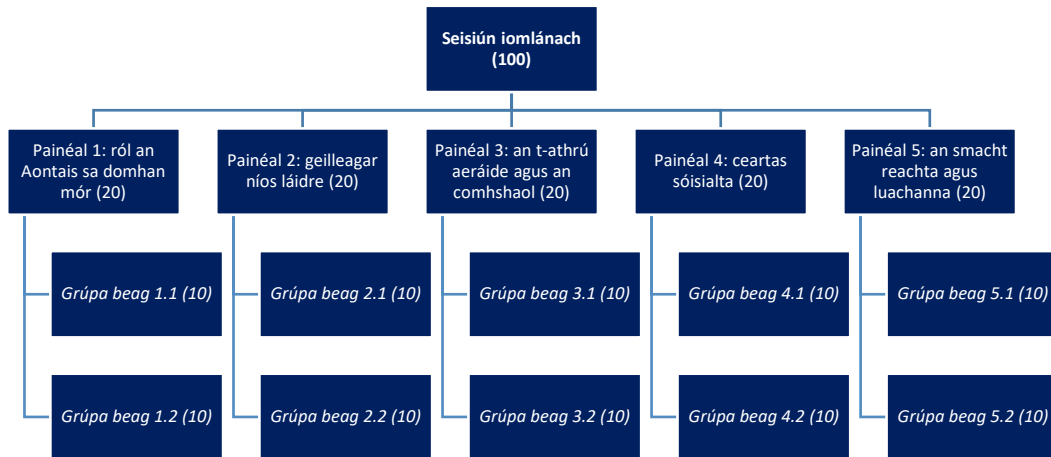 Seisiún iomlánach
(100)
Painéal 1: ról an
Aontais sa domhan
mór (20)
Painéal 2: geilleagar
níos láidre (20)
Painéal 3: an t-athrú
aeráide agus an
comhshaol (20)
Painéal 4: ceartas
sóisialta (20)
Painéal 5: an smacht
reachta agus
luachanna (20)
Grúpa beag 1.1 (10)
Grúpa beag 2.1 (10)
Grúpa beag 3.1 (10)
Grúpa beag 4.1 (10)
Grúpa beag 5.1 (10)
Grúpa beag 1.2 (10)
Grúpa beag 2.2 (10)
Grúpa beag 3.2 (10)
Grúpa beag 4.2 (10)
Grúpa beag 5.2 (10)